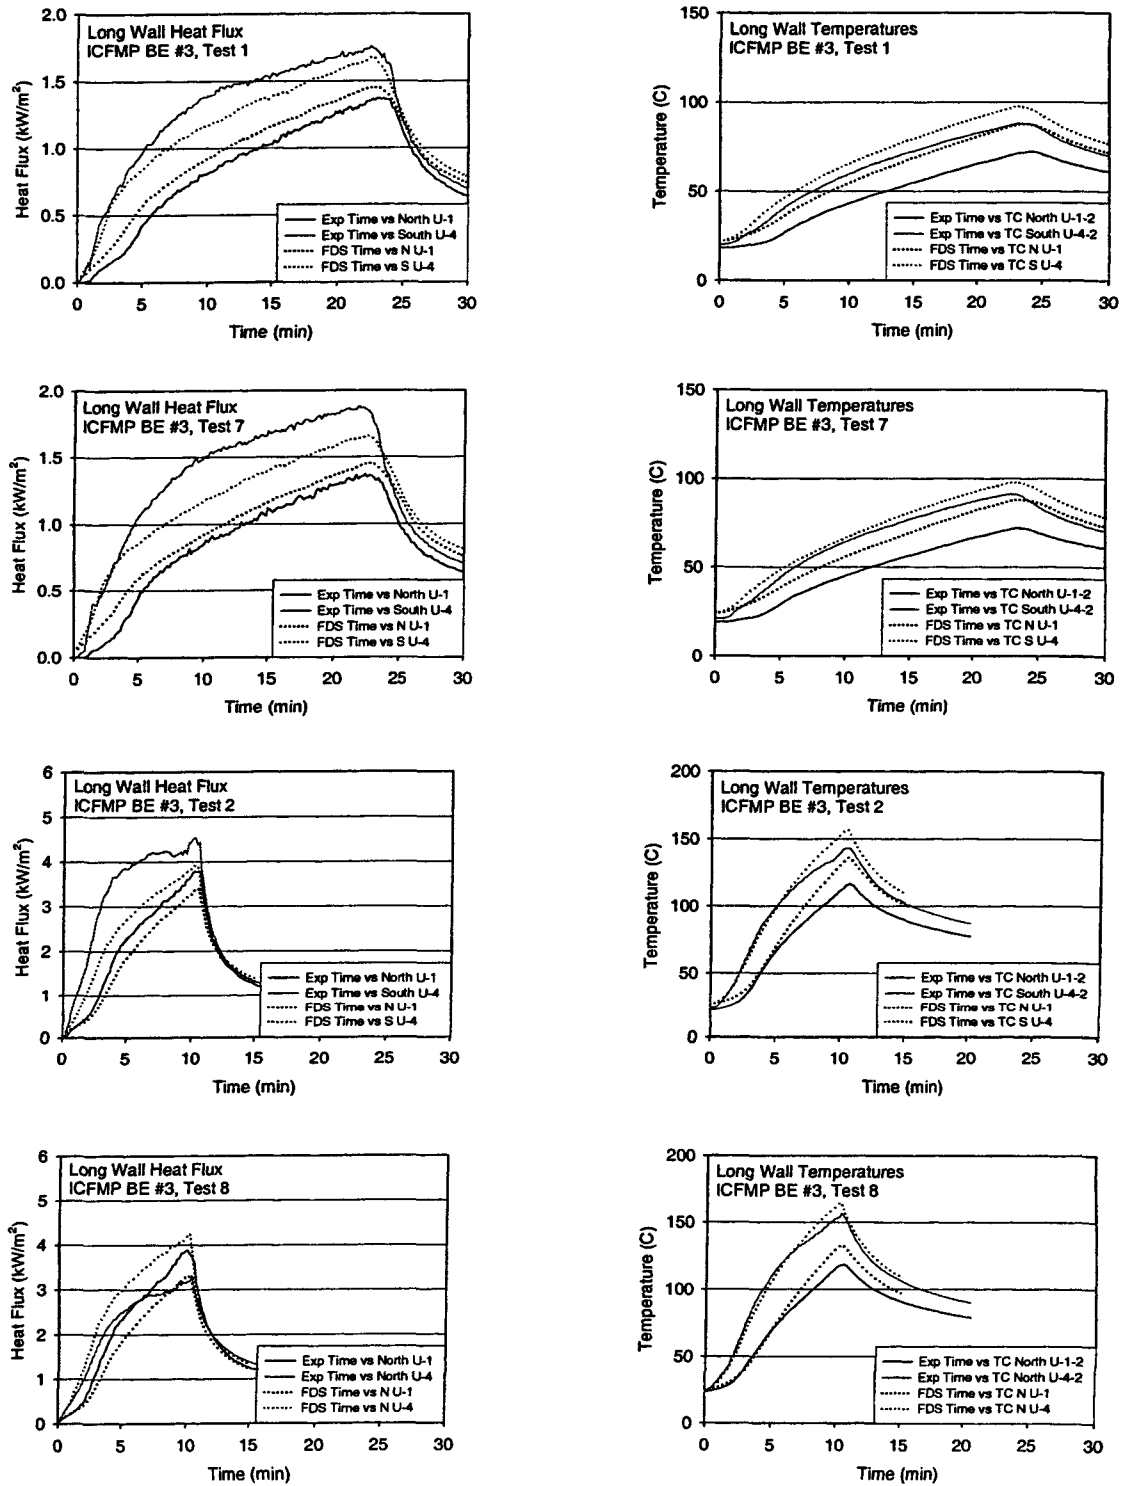 Long Wall Heat Flux
ICFMP BE #3, Test 1
Heat Flux (kW/m²)
2.0
1.5
1.0
0.5
0.0
Exp Time vs North U-1
Exp Time vs South U-4
FDS Time vs N U-1
FDS Time vs S U-4
0 5 10 15 20 25 30
Time (min)
Long Wall Temperatures
ICFMP BE #3, Test 1
Temperature (C)
150
100
50
0
Exp Time vs TC North U-1-2
Exp Time vs TC South U-4-2
FDS Time vs TC N U-1
FDS Time vs TC S U-4
0 5 10 15 20 25 30
Time (min)
Long Wall Heat Flux
ICFMP BE #3, Test 7
Heat Flux (kW/m²)
2.0
1.5
1.0
0.5
0.0
Exp Time vs North U-1
Exp Time vs South U-4
FDS Time vs N U-1
FDS Time vs S U-4
0 5 10 15 20 25 30
Time (min)
Long Wall Temperatures
ICFMP BE #3, Test 7
Temperature (C)
150
100
50
0
Exp Time vs TC North U-1-2
Exp Time vs TC South U-4-2
FDS Time vs TC N U-1
FDS Time vs TC S U-4
0 5 10 15 20 25 30
Time (min)
Long Wall Heat Flux
ICFMP BE #3, Test 2
Heat Flux (kW/m²)
6
5
4
3
2
1
0
Exp Time vs North U-1
Exp Time vs South U-4
FDS Time vs N U-1
FDS Time vs S U-4
0 5 10 15 20 25 30
Time (min)
Long Wall Temperatures
ICFMP BE #3, Test 2
Temperature (C)
200
150
100
50
0
Exp Time vs TC North U-1-2
Exp Time vs TC South U-4-2
FDS Time vs TC N U-1
FDS Time vs TC S U-4
0 5 10 15 20 25 30
Time (min)
Long Wall Heat Flux
ICFMP BE #3, Test 8
Heat Flux (kW/m²)
6
5
4
3
2
1
0
Exp Time vs North U-1
Exp Time vs North U-4
FDS Time vs N U-1
FDS Time vs N U-4
0 5 10 15 20 25 30
Time (min)
Long Wall Temperatures
ICFMP BE #3, Test 8
Temperature (C)
200
150
100
50
0
Exp Time vs TC North U-1-2
Exp Time vs TC North U-4-2
FDS Time vs TC N U-1
FDS Time vs TC N U-4
0 5 10 15 20 25 30
Time (min)